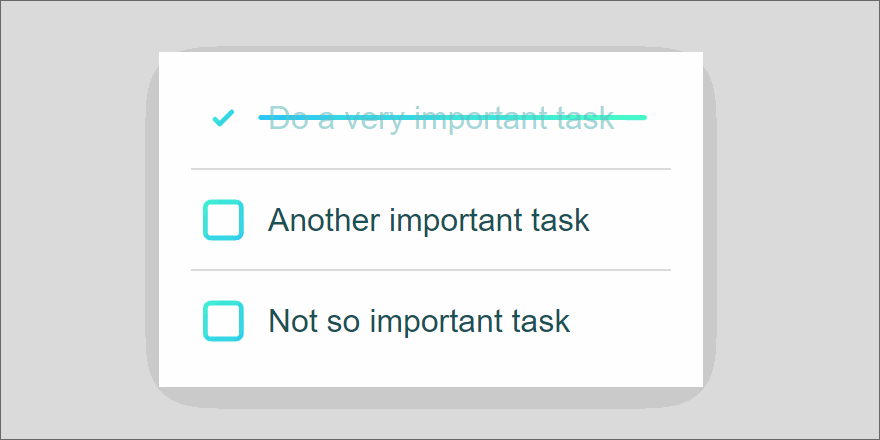 Do a very important task
Another important task
Not so important task